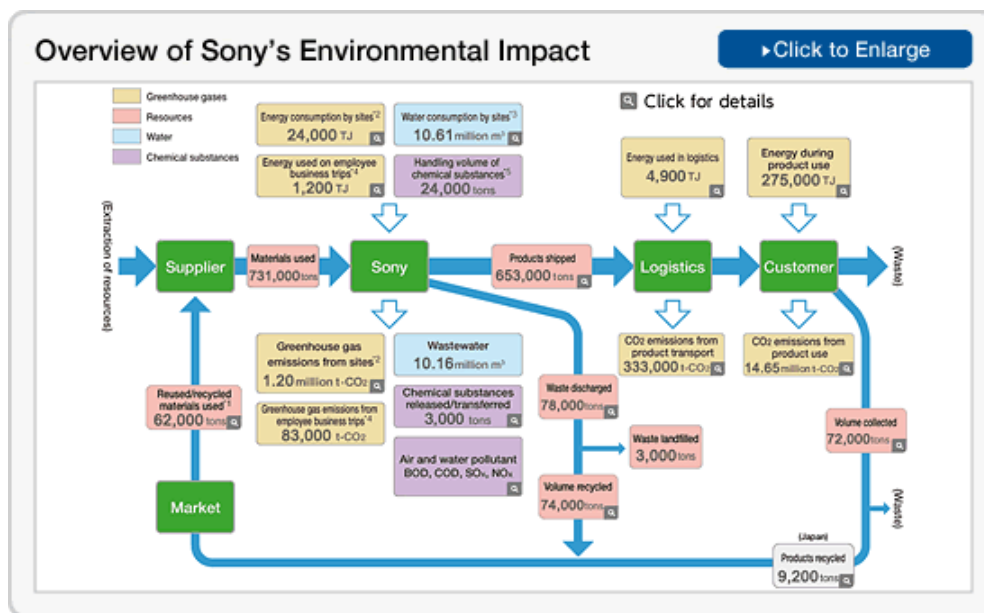 Overview of Sony's Environmental Impact
▸Click to Enlarge
Greenhouse gases
Resources
Water
Chemical substances
Click for details
Energy consumption by sites*2
24,000 TJ
Water consumption by sites*3
10.61 million m³
Energy used on employee
business trips*4
1,200 TJ
Handling volume of
chemical substances*5
24,000 tons
Energy used in logistics
4,900 TJ
Energy during
product use
275,000 TJ
(Extraction of resources)
Supplier
Materials used
731,000 tons
Sony
Products shipped
653,000 tons
Logistics
Customer
(Waste)
Greenhouse gas
emissions from sites*2
1.20 million t-CO₂
Wastewater
10.16 million m³
CO₂ emissions from
product transport
333,000 t-CO₂
CO₂ emissions from
product use
14.65 million t-CO₂
Reused/recycled
materials used*1
62,000 tons
Greenhouse gas emissions from
employee business trips*4
83,000 t-CO₂
Chemical substances
released/transferred
3,000 tons
Waste discharged
78,000 tons
Volume collected
72,000 tons
Air and water pollutant
BOD, COD, SOx, NOx
Waste landfilled
3,000 tons
Volume recycled
74,000 tons
Market
(Waste)
(Japan)
Products recycled
9,200 tons